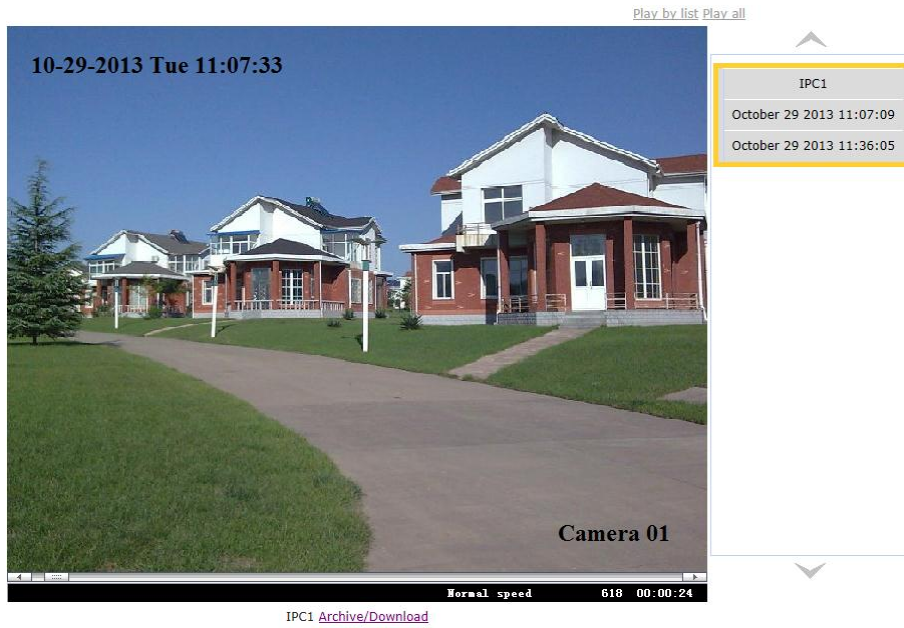 Play by list Play all
10-29-2013 Tue 11:07:33
IPC1
October 29 2013 11:07:09
October 29 2013 11:36:05
Camera 01
Normal speed 618 00:00:24
IPC1 Archive/Download